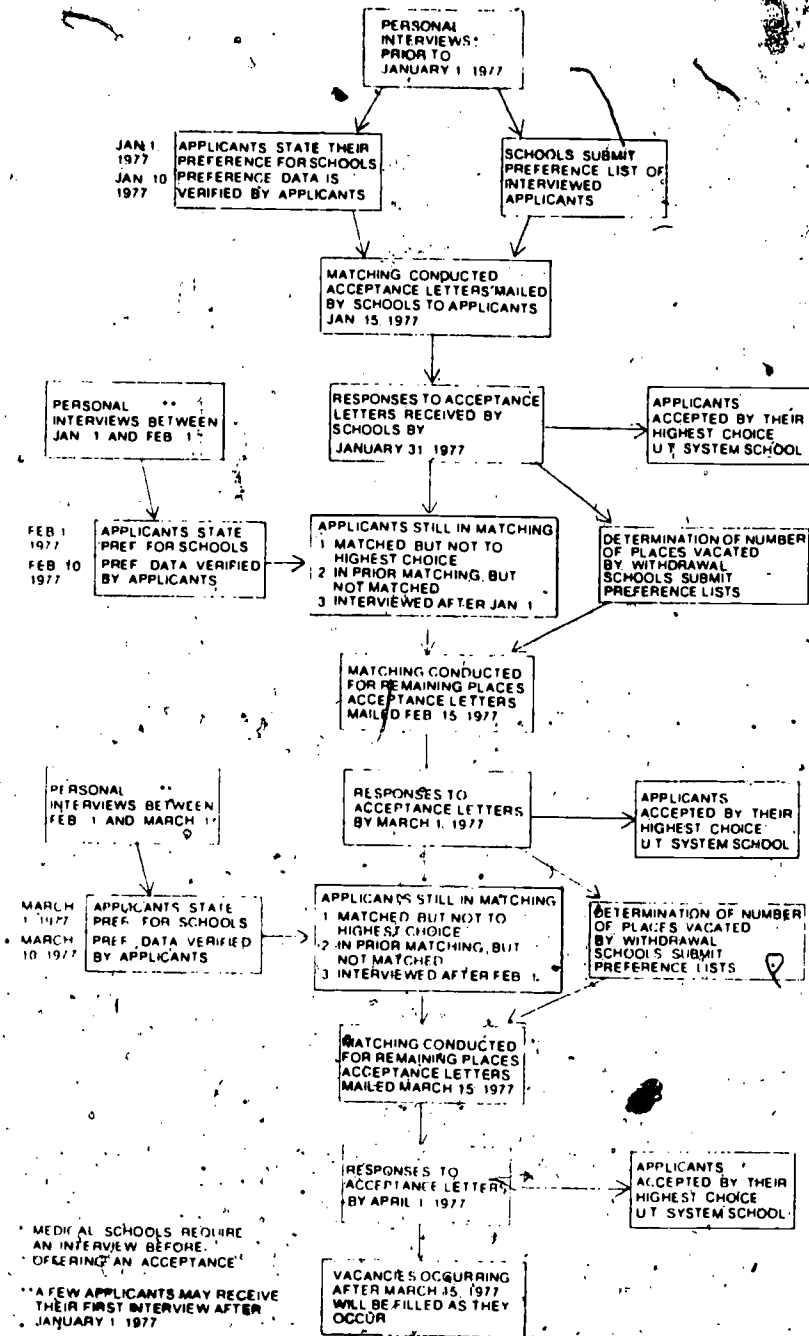 PERSONAL
INTERVIEWS*
PRIOR TO
JANUARY 1 1977
JAN 1
1977
JAN 10
1977
APPLICANTS STATE THEIR
PREFERENCE FOR SCHOOLS
PREFERENCE DATA IS
VERIFIED BY APPLICANTS
SCHOOLS SUBMIT
PREFERENCE LIST OF
INTERVIEWED
APPLICANTS
MATCHING CONDUCTED
ACCEPTANCE LETTERS MAILED
BY SCHOOLS TO APPLICANTS
JAN 15, 1977
PERSONAL **
INTERVIEWS BETWEEN
JAN 1 AND FEB 1
RESPONSES TO ACCEPTANCE
LETTERS RECEIVED BY
SCHOOLS BY
JANUARY 31 1977
APPLICANTS
ACCEPTED BY THEIR
HIGHEST CHOICE
U T SYSTEM SCHOOL
FEB 1
1977
FEB 10
1977
APPLICANTS STATE
PREF FOR SCHOOLS
PREF DATA VERIFIED
BY APPLICANTS
APPLICANTS STILL IN MATCHING
1 MATCHED BUT NOT TO
HIGHEST CHOICE
2 IN PRIOR MATCHING, BUT
NOT MATCHED
3 INTERVIEWED AFTER JAN 1
DETERMINATION OF NUMBER
OF PLACES VACATED
BY WITHDRAWAL
SCHOOLS SUBMIT
PREFERENCE LISTS
MATCHING CONDUCTED
FOR REMAINING PLACES
ACCEPTANCE LETTERS
MAILED FEB 15, 1977
PERSONAL **
INTERVIEWS BETWEEN
FEB 1 AND MARCH 1
RESPONSES TO
ACCEPTANCE LETTERS
BY MARCH 1, 1977
APPLICANTS
ACCEPTED BY THEIR
HIGHEST CHOICE
U T SYSTEM SCHOOL
MARCH
1 1977
MARCH
10 1977
APPLICANTS STATE
PREF FOR SCHOOLS
PREF DATA VERIFIED
BY APPLICANTS
APPLICANTS STILL IN MATCHING
1 MATCHED BUT NOT TO
HIGHEST CHOICE
2 IN PRIOR MATCHING, BUT
NOT MATCHED
3 INTERVIEWED AFTER FEB 1.
DETERMINATION OF NUMBER
OF PLACES VACATED
BY WITHDRAWAL
SCHOOLS SUBMIT
PREFERENCE LISTS
MATCHING CONDUCTED
FOR REMAINING PLACES
ACCEPTANCE LETTERS
MAILED MARCH 15 1977
RESPONSES TO
ACCEPTANCE LETTERS
BY APRIL 1 1977
APPLICANTS
ACCEPTED BY THEIR
HIGHEST CHOICE
U T SYSTEM SCHOOL
VACANCIES OCCURRING
AFTER MARCH 15, 1977
WILL BE FILLED AS THEY
OCCUR
* MEDICAL SCHOOLS REQUIRE
AN INTERVIEW BEFORE
OFFERING AN ACCEPTANCE
** A FEW APPLICANTS MAY RECEIVE
THEIR FIRST INTERVIEW AFTER
JANUARY 1 1977